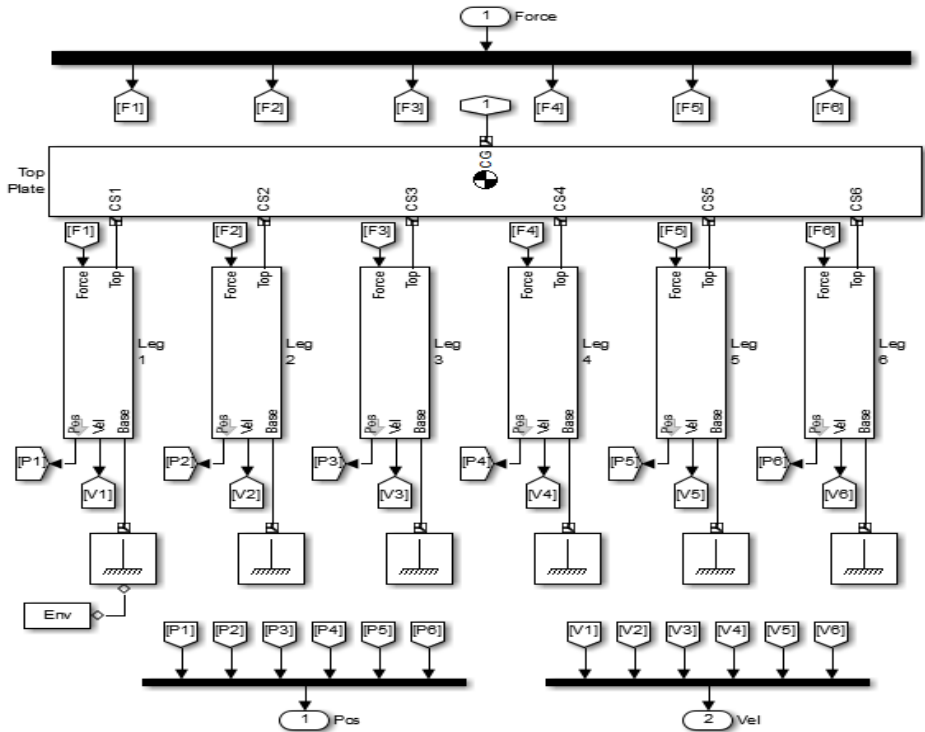 1 Force
[F1] [F2] [F3] [F4] [F5] [F6]
1
CG
Top
Plate
CS1 CS2 CS3 CS4 CS5 CS6
[F1] [F2] [F3] [F4] [F5] [F6]
Force Top Force Top Force Top Force Top Force Top Force Top
Leg Leg Leg Leg Leg Leg
1 2 3 4 5 6
Pos Vel Base Pos Vel Base Pos Vel Base Pos Vel Base Pos Vel Base Pos Vel Base
[P1] [P2] [P3] [P4] [P5] [P6]
[V1] [V2] [V3] [V4] [V5] [V6]
Env
[P1] [P2] [P3] [P4] [P5] [P6] [V1] [V2] [V3] [V4] [V5] [V6]
1 Pos 2 Vel